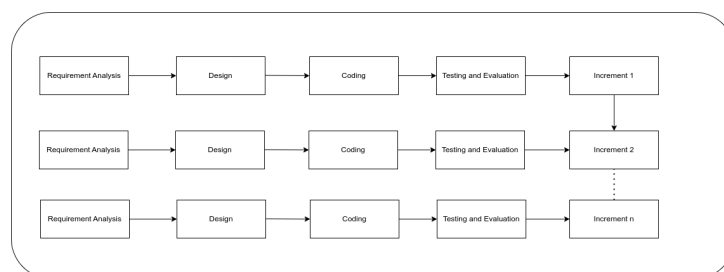 Requirement Analysis
Design
Coding
Testing and Evaluation
Increment 1
Requirement Analysis
Design
Coding
Testing and Evaluation
Increment 2
Requirement Analysis
Design
Coding
Testing and Evaluation
Increment n